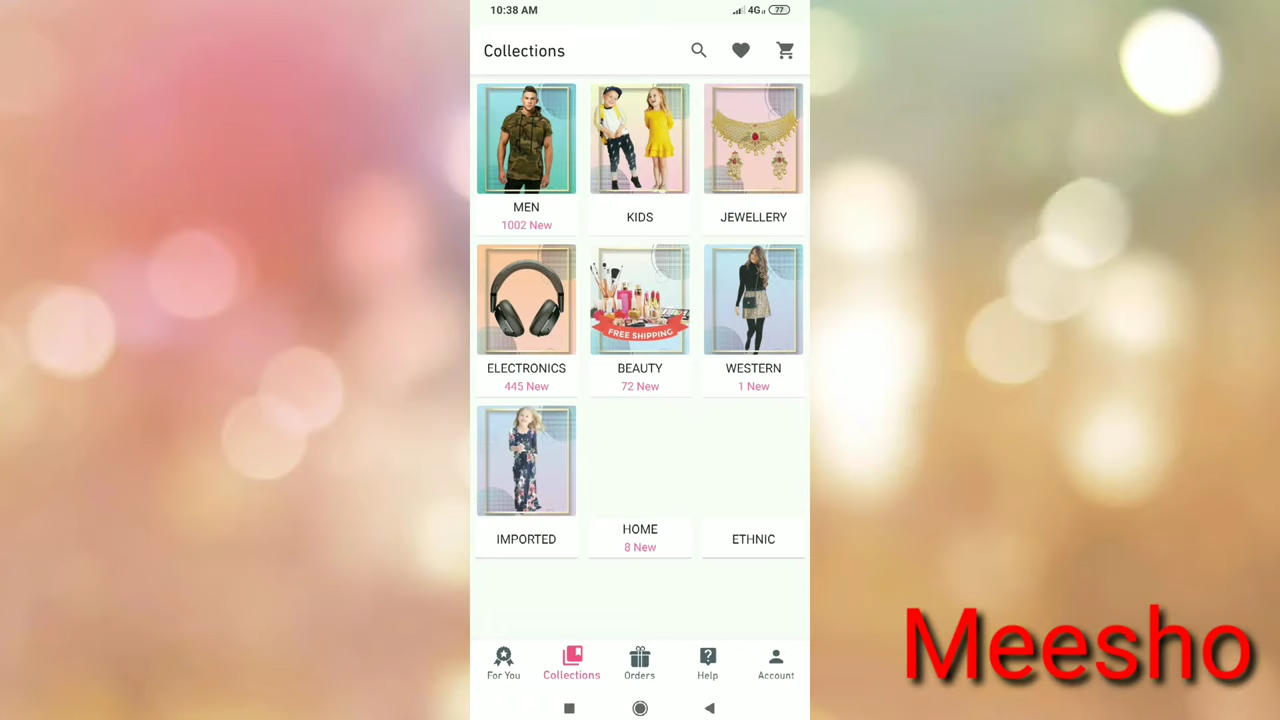 10:38 AM
4G
77
Collections
MEN
1002 New
KIDS
JEWELLERY
FREE SHIPPING
ELECTRONICS
445 New
BEAUTY
72 New
WESTERN
1 New
IMPORTED
HOME
8 New
ETHNIC
For You
Collections
Orders
Help
Account
Meesho